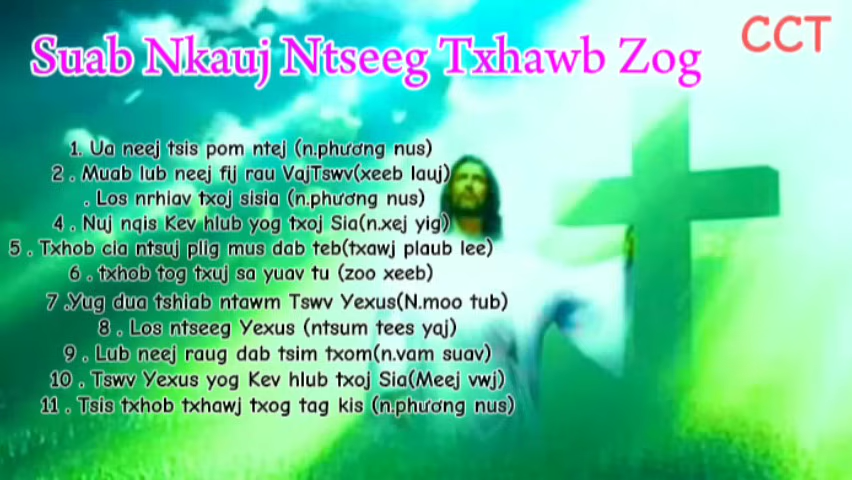 CCT
Suab Nkauj Ntseeg Txhawb Zog
1. Ua neej tsis pom ntej (n.phương nus)
2 . Muab lub neej fij rau VajTswv(xeeb lauj)
. Los nrhiav txoj sisia (n.phương nus)
4 . Nuj nqis Kev hlub yog txoj Sia(n.xej yig)
5 . Txhob cia ntsuj plig mus dab teb(txawj plaub lee)
6 . txhob tog txuj sa yuav tu (zoo xeeb)
7 .Yug dua tshiab ntawm Tswv Yexus(N.moo tub)
8 . Los ntseeg Yexus (ntsum tees yaj)
9 . Lub neej raug dab tsim txom(n.vam suav)
10 . Tswv Yexus yog Kev hlub txoj Sia(Meej vwj)
11 . Tsis txhob txhawj txog tag kis (n.phương nus)